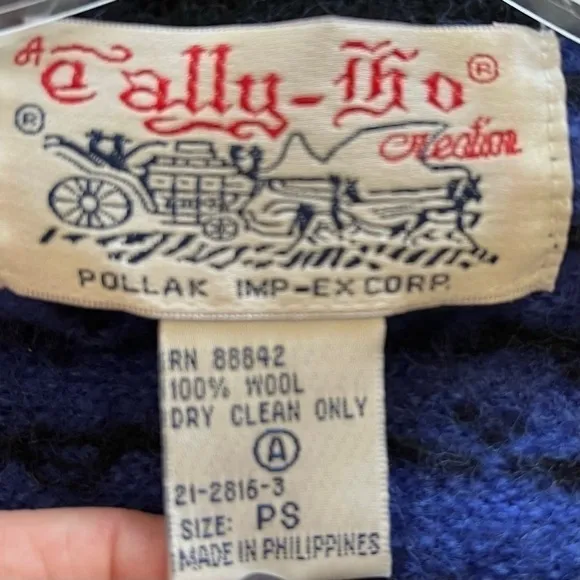 A Tally-Ho ®
®
Creation
POLLAK IMP-EX CORP.
RN 88842
100% WOOL
DRY CLEAN ONLY
A
21-2816-3
SIZE: PS
MADE IN PHILIPPINES